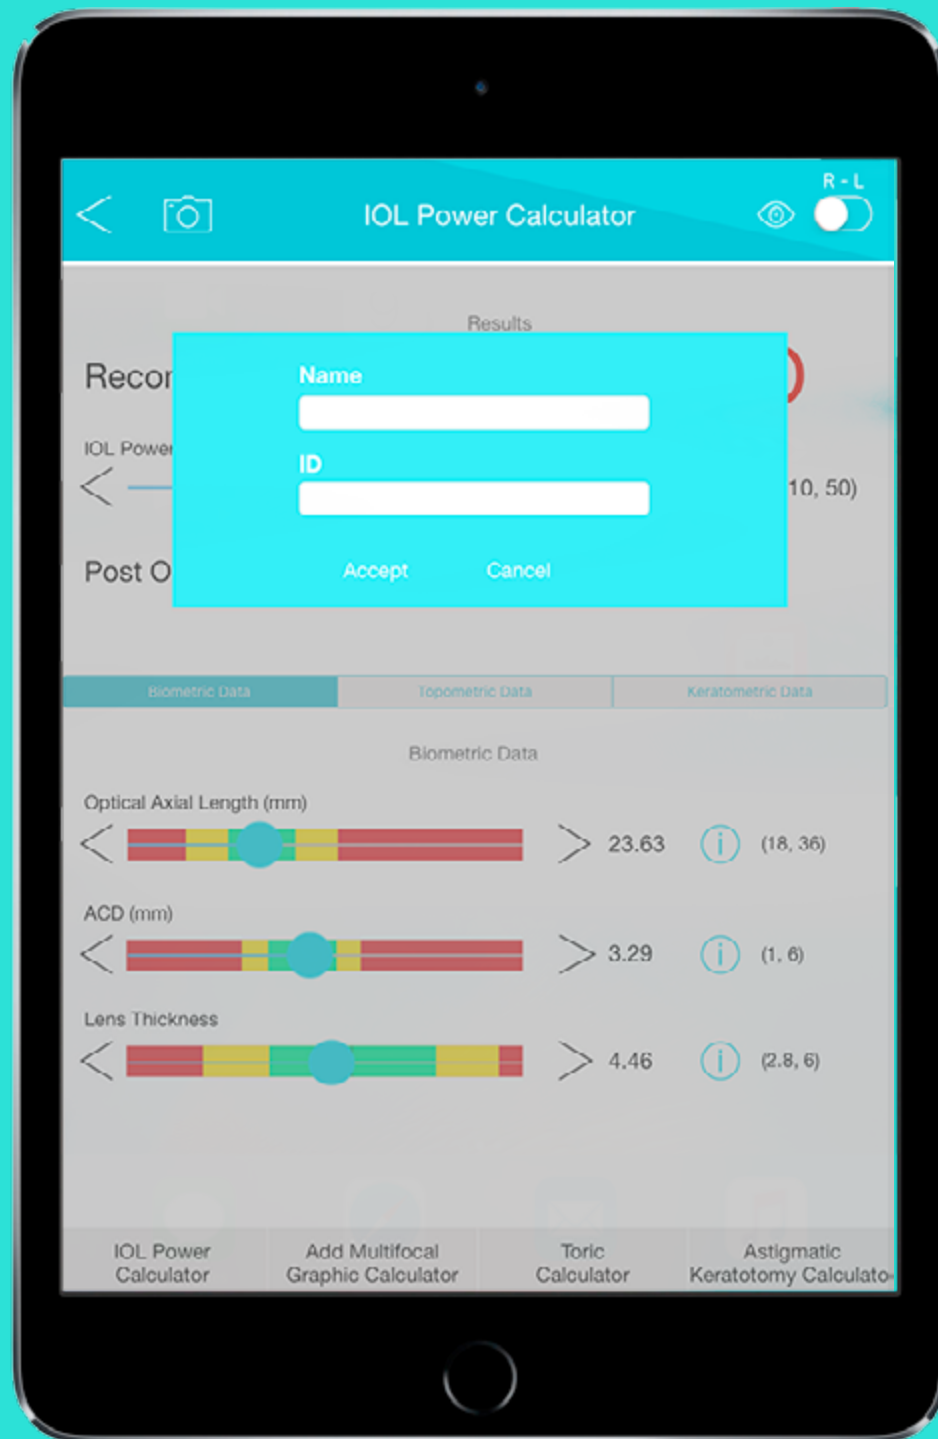 R - L
IOL Power Calculator
Results
Recor
Name
IOL Power
ID
10, 50)
Post O
Accept Cancel
Biometric Data Topometric Data Keratometric Data
Biometric Data
Optical Axial Length (mm)
23.63 i (18, 36)
ACD (mm)
3.29 i (1, 6)
Lens Thickness
4.46 i (2.8, 6)
IOL Power
Calculator
Add Multifocal
Graphic Calculator
Toric
Calculator
Astigmatic
Keratotomy Calculato